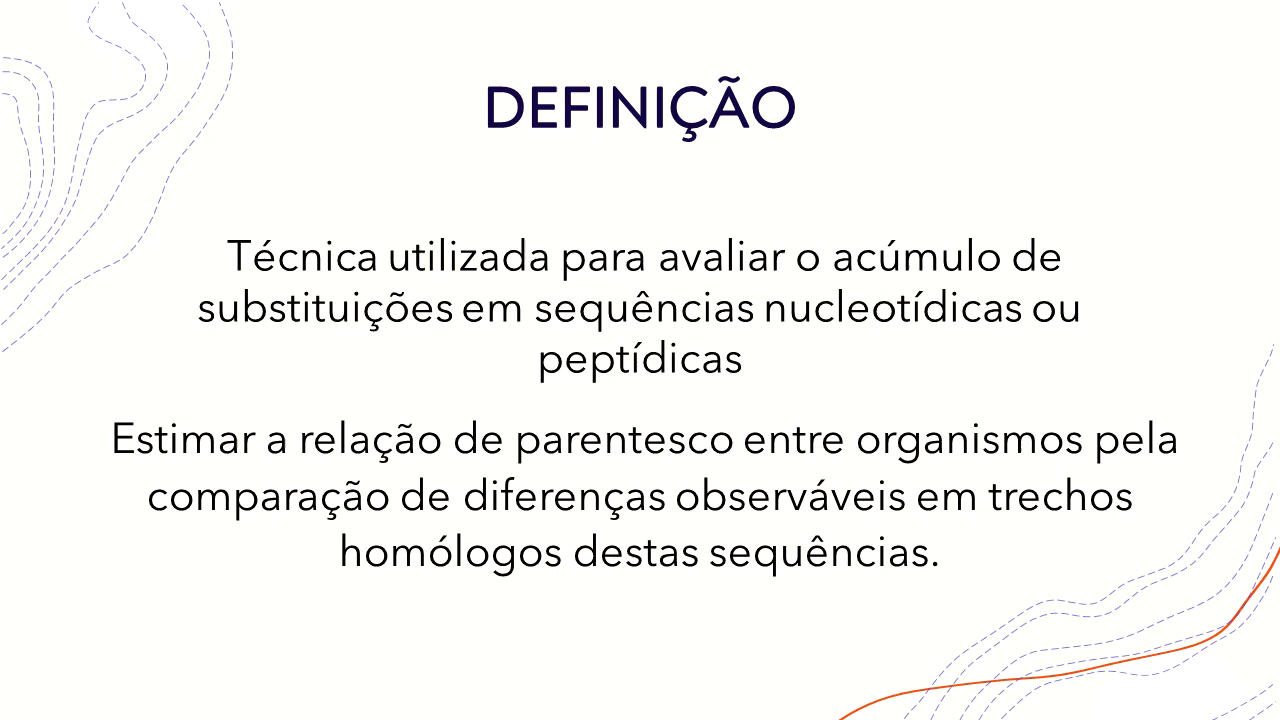 DEFINIÇÃO
Técnica utilizada para avaliar o acúmulo de
substituições em sequências nucleotídicas ou
peptídicas
Estimar a relação de parentesco entre organismos pela
comparação de diferenças observáveis em trechos
homólogos destas sequências.